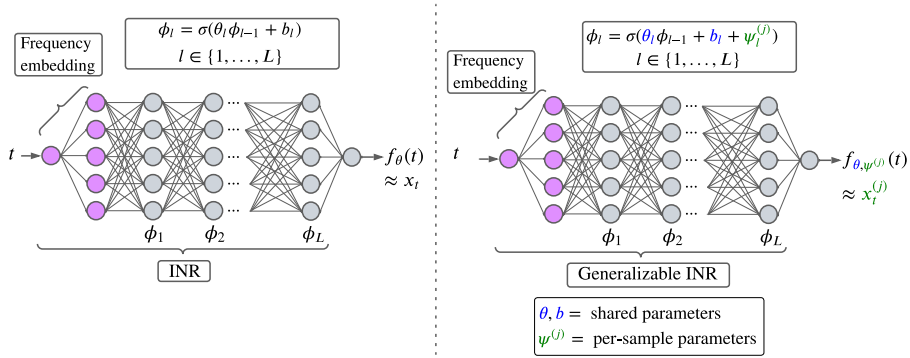 Frequency
embedding
ϕ_l = σ(θ_l ϕ_{l−1} + b_l)
l ∈ {1, … , L}
t
···
···
f_θ(t)
≈ x_t
ϕ_1
ϕ_2
ϕ_L
INR
ϕ_l = σ(θ_l ϕ_{l−1} + b_l + ψ_l^{(j)})
l ∈ {1, … , L}
Frequency
embedding
t
···
···
f_{θ,ψ^{(j)}}(t)
≈ x_t^{(j)}
ϕ_1
ϕ_2
ϕ_L
Generalizable INR
θ, b = shared parameters
ψ^{(j)} = per-sample parameters